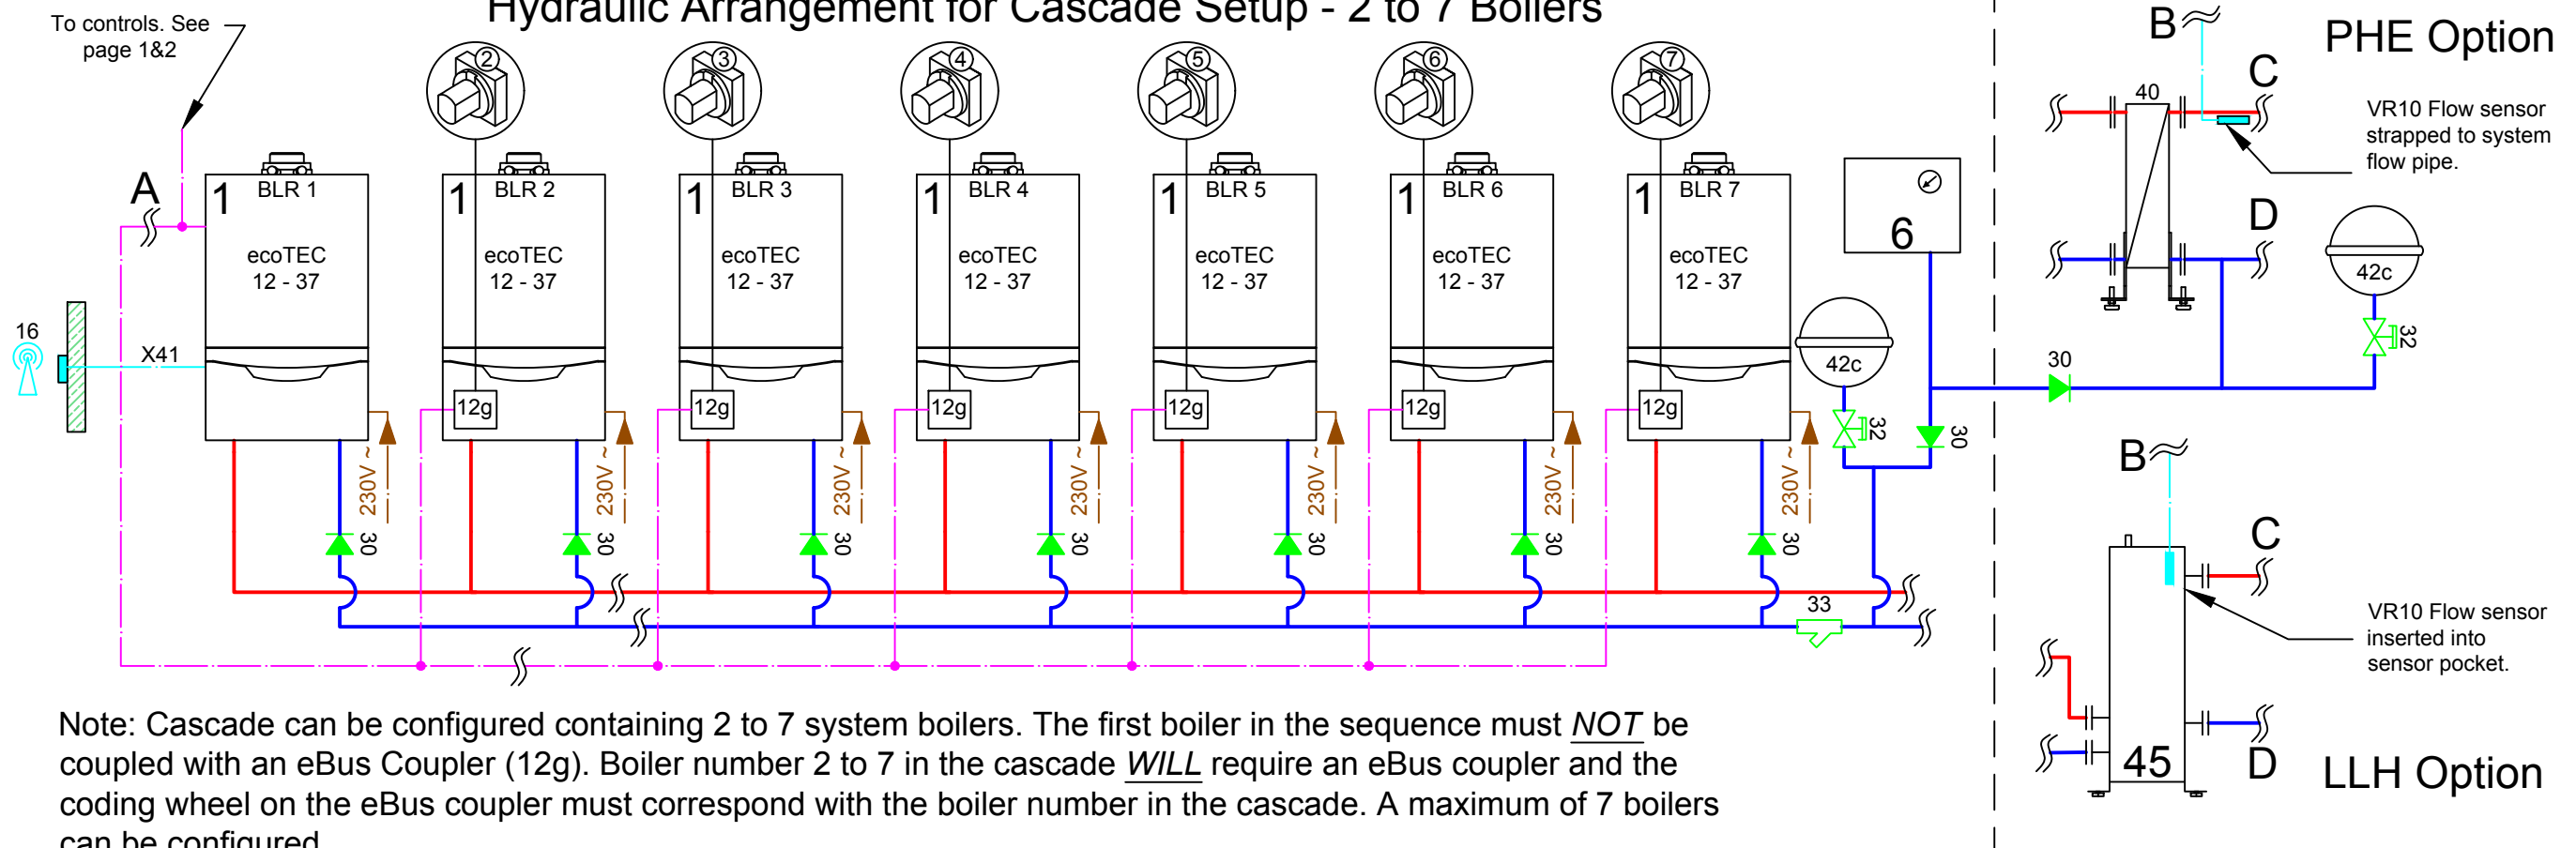 Hydraulic Arrangement for Cascade Setup - 2 to 7 Boilers
To controls. See
page 1&2
2
3
4
5
6
7
A
1
BLR 1
ecoTEC
12 - 37
1
BLR 2
ecoTEC
12 - 37
1
BLR 3
ecoTEC
12 - 37
1
BLR 4
ecoTEC
12 - 37
1
BLR 5
ecoTEC
12 - 37
1
BLR 6
ecoTEC
12 - 37
1
BLR 7
ecoTEC
12 - 37
16
X41
12g
12g
12g
12g
12g
12g
230V ~
230V ~
230V ~
230V ~
230V ~
230V ~
230V ~
30
30
30
30
30
30
30
6
42c
32
30
33
B
PHE Option
40
C
VR10 Flow sensor
strapped to system
flow pipe.
D
42c
32
30
B
C
VR10 Flow sensor
inserted into
sensor pocket.
45
D
LLH Option
Note: Cascade can be configured containing 2 to 7 system boilers. The first boiler in the sequence must NOT be
coupled with an eBus Coupler (12g). Boiler number 2 to 7 in the cascade WILL require an eBus coupler and the
coding wheel on the eBus coupler must correspond with the boiler number in the cascade. A maximum of 7 boilers
can be configured